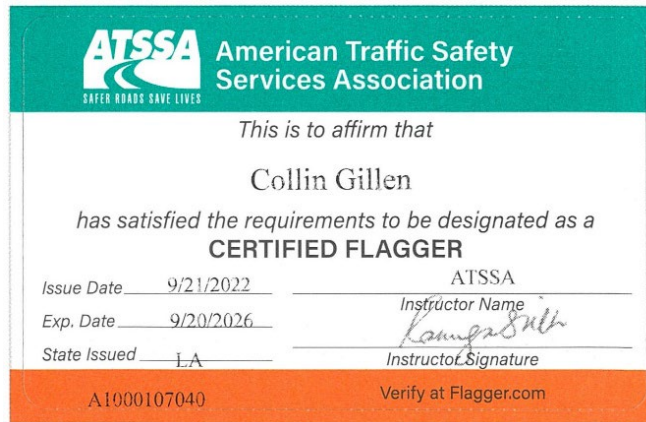 ATSSA
SAFER ROADS SAVE LIVES
American Traffic Safety
Services Association
This is to affirm that
Collin Gillen
has satisfied the requirements to be designated as a
CERTIFIED FLAGGER
Issue Date 9/21/2022
ATSSA
Instructor Name
Exp. Date 9/20/2026
State Issued LA
Instructor Signature
A1000107040
Verify at Flagger.com